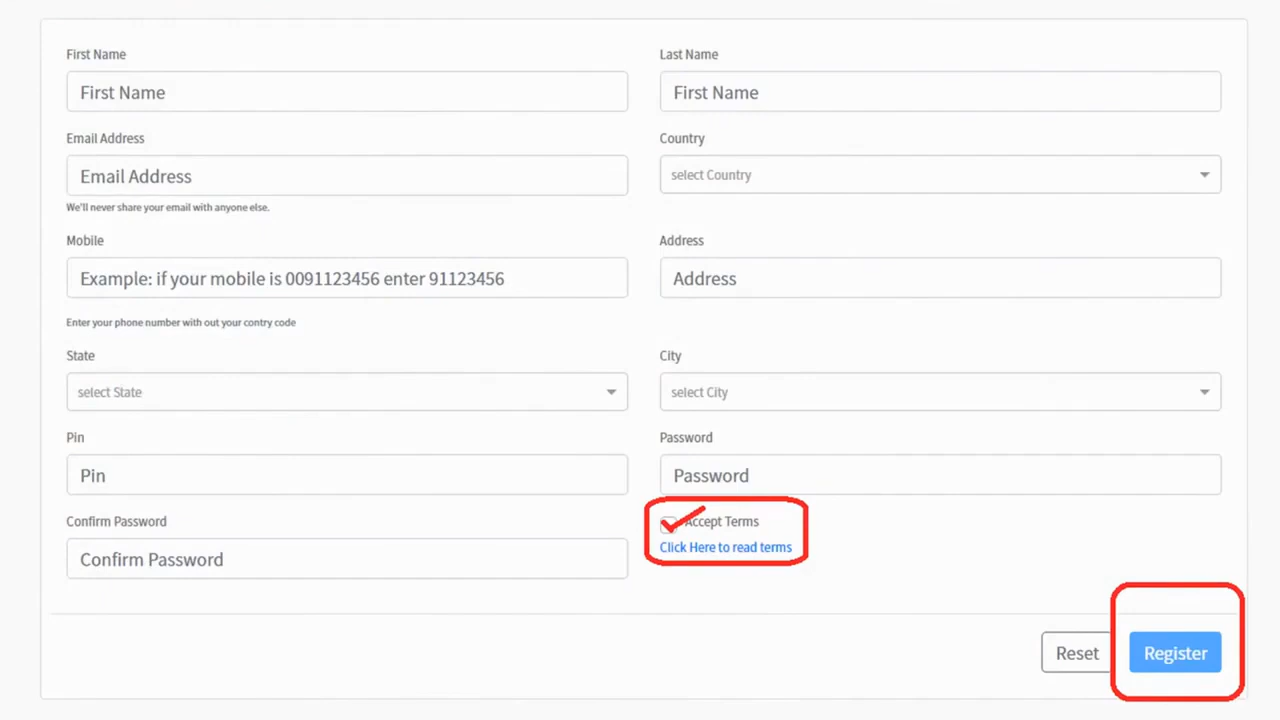 First Name
Last Name
First Name
First Name
Email Address
Country
Email Address
select Country
We'll never share your email with anyone else.
Mobile
Address
Example: if your mobile is 0091123456 enter 91123456
Address
Enter your phone number with out your contry code
State
City
select State
select City
Pin
Password
Pin
Password
Confirm Password
Accept Terms
Click Here to read terms
Confirm Password
Reset
Register